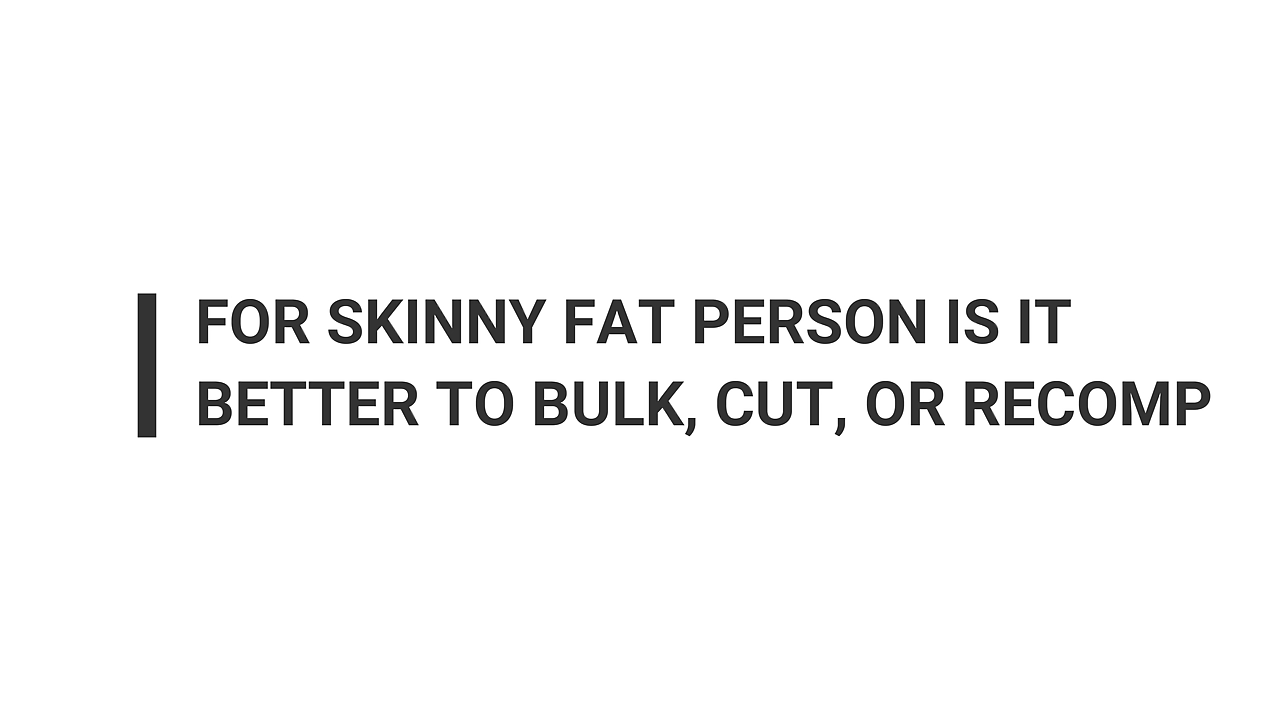 FOR SKINNY FAT PERSON IS IT
BETTER TO BULK, CUT, OR RECOMP